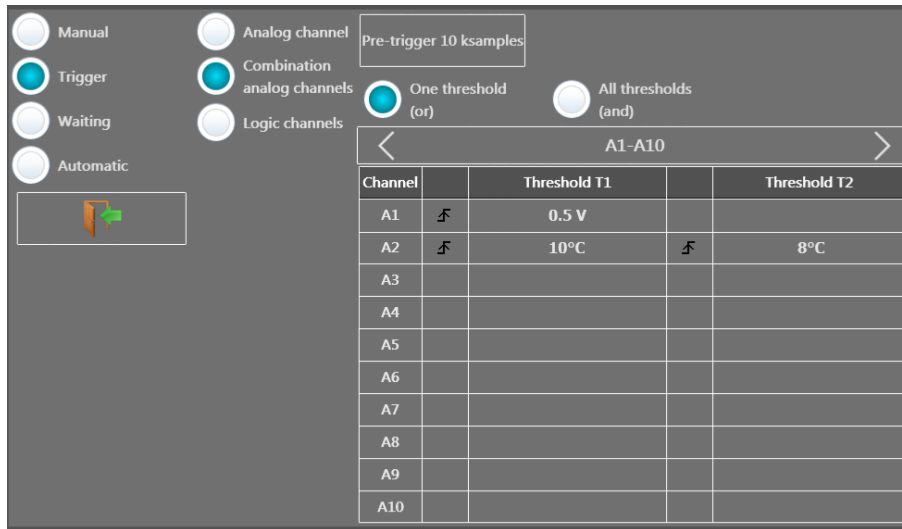 Manual
Trigger
Waiting
Automatic
Analog channel
Combination
analog channels
Logic channels
Pre-trigger 10 ksamples
One threshold
(or)
All thresholds
(and)
A1-A10
Channel Threshold T1 Threshold T2
A1 0.5 V
A2 10°C 8°C
A3
A4
A5
A6
A7
A8
A9
A10